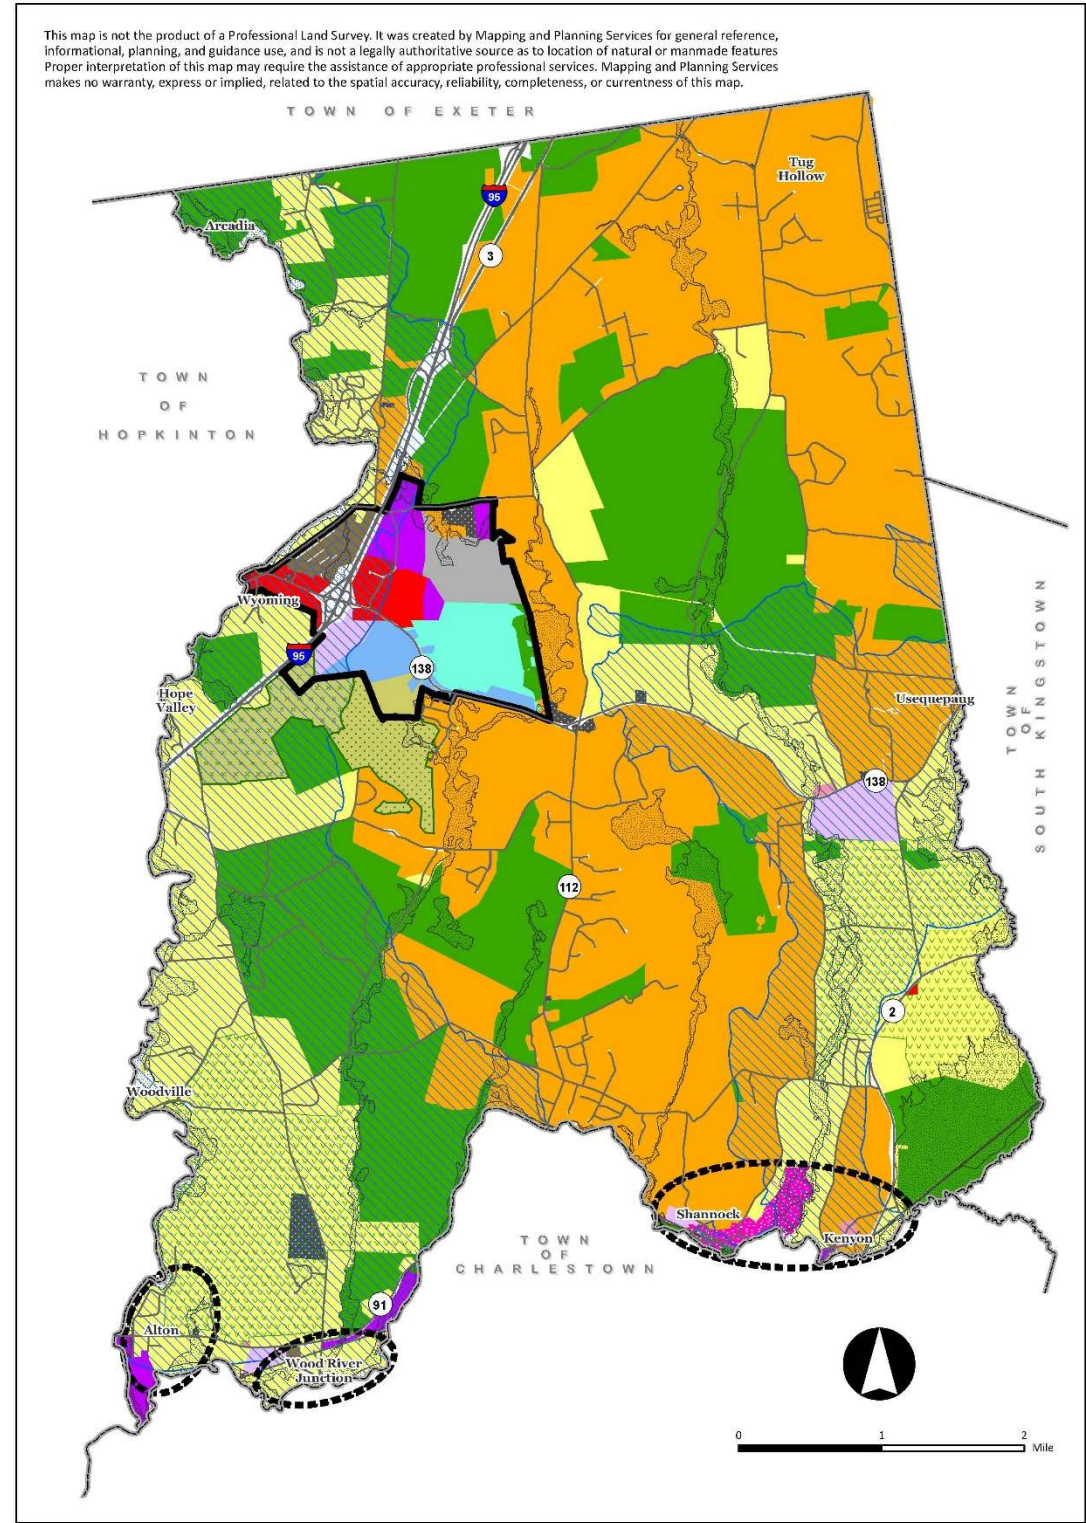 This map is not the product of a Professional Land Survey. It was created by Mapping and Planning Services for general reference,
informational, planning, and guidance use, and is not a legally authoritative source as to location of natural or manmade features
Proper interpretation of this map may require the assistance of appropriate professional services. Mapping and Planning Services
makes no warranty, express or implied, related to the spatial accuracy, reliability, completeness, or currentness of this map.
TOWN OF EXETER
Tug
Hollow
95
Arcadia
3
TOWN
OF
HOPKINTON
Wyoming
95
138
Hope
Valley
Usequepaug
TOWN
OF
SOUTH KINGSTOWN
138
112
2
Woodville
Shannock
Kenyon
TOWN
OF
CHARLESTOWN
91
Alton
Wood River
Junction
0 1 2
Mile